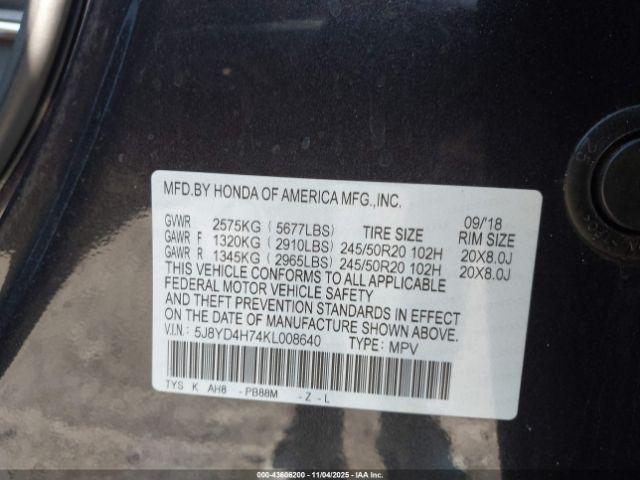 MFD.BY HONDA OF AMERICA MFG.,INC.
09/'18
GVWR 2575KG ( 5677LBS) TIRE SIZE RIM SIZE
GAWR F 1320KG ( 2910LBS) 245/50R20 102H 20X8.0J
GAWR R 1345KG ( 2965LBS) 245/50R20 102H 20X8.0J
THIS VEHICLE CONFORMS TO ALL APPLICABLE
FEDERAL MOTOR VEHICLE SAFETY
AND THEFT PREVENTION STANDARDS IN EFFECT
ON THE DATE OF MANUFACTURE SHOWN ABOVE.
V.I.N.: 5J8YD4H74KL008640 TYPE: MPV
TYS K AH8 -PB88M -Z-L
000-43606200 - 11/04/2025 - IAA Inc.